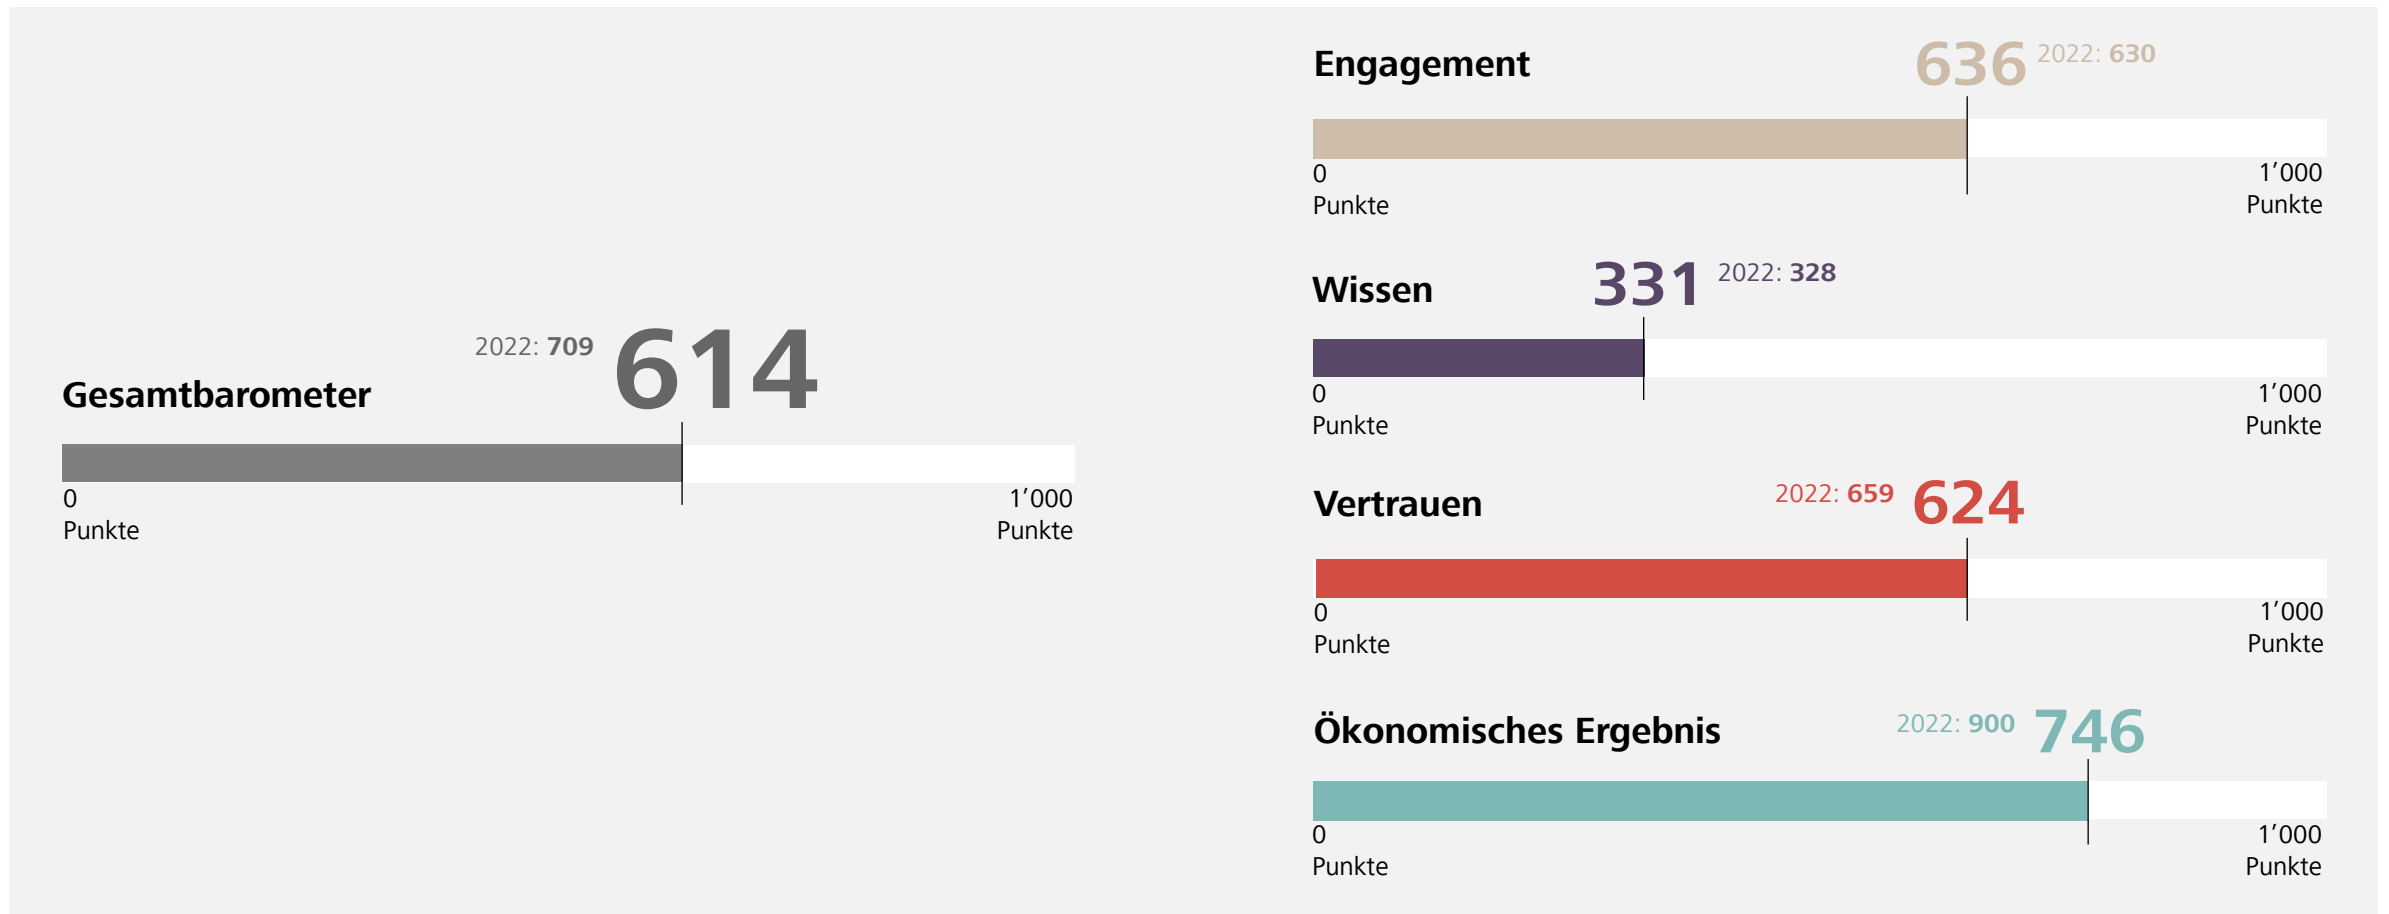 Gesamtbarometer
2022: 709 614
0 1’000
Punkte Punkte
Engagement
636 2022: 630
0 1’000
Punkte Punkte
Wissen
331 2022: 328
0 1’000
Punkte Punkte
Vertrauen
2022: 659 624
0 1’000
Punkte Punkte
Ökonomisches Ergebnis
2022: 900 746
0 1’000
Punkte Punkte